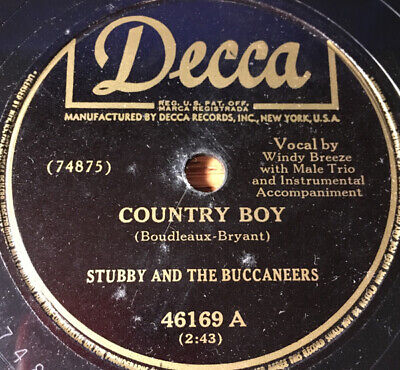 Decca
REG. U.S. PAT. OFF.
MARCA REGISTRADA
MANUFACTURED BY DECCA RECORDS, INC., NEW YORK, U.S.A.
(74875)
Vocal by
Windy Breeze
with Male Trio
and Instrumental
Accompaniment
COUNTRY BOY
(Boudleaux-Bryant)
STUBBY AND THE BUCCANEERS
46169 A
(2:43)